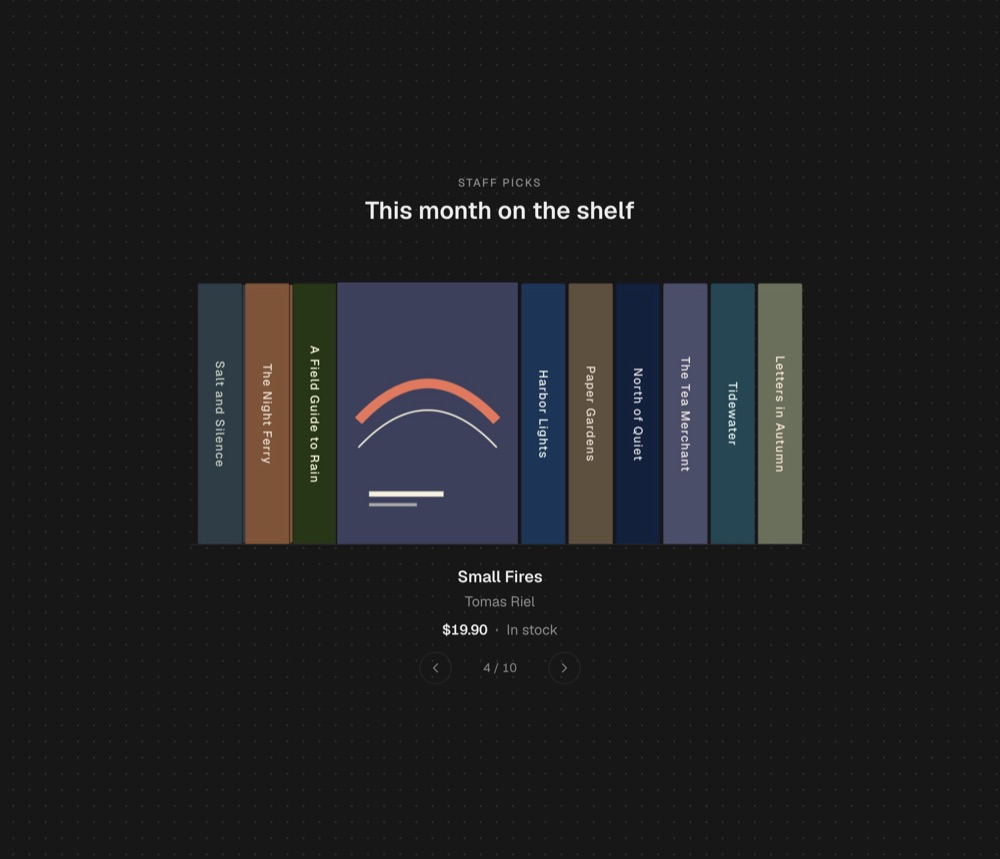 STAFF PICKS
This month on the shelf
Salt and Silence
The Night Ferry
A Field Guide to Rain
Harbor Lights
Paper Gardens
North of Quiet
The Tea Merchant
Tidewater
Letters in Autumn
Small Fires
Tomas Riel
$19.90 · In stock
4 / 10